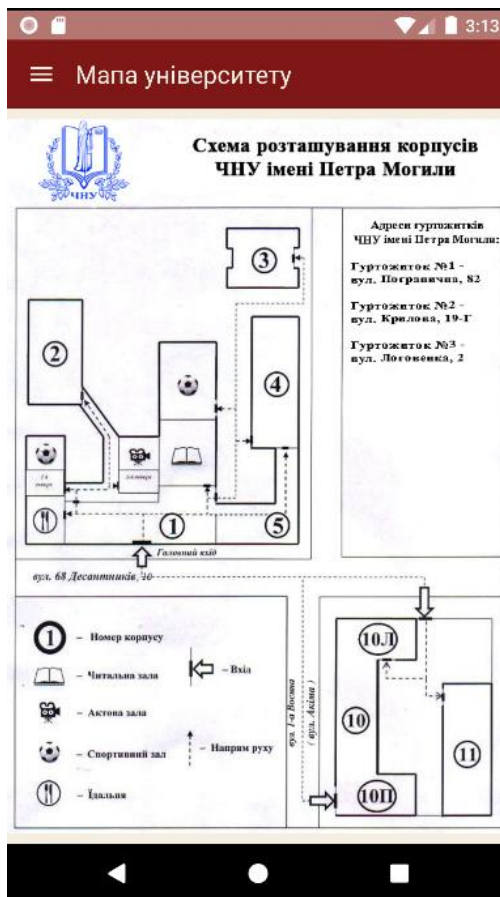 3:13
Мапа університету
ЧНУ
Схема розташування корпусів
ЧНУ імені Петра Могили
Адреси гуртожитків
ЧНУ імені Петра Могили:
Гуртожиток №1 -
вул. Погранична, 82
Гуртожиток №2 -
вул. Крилова, 19-Г
Гуртожиток №3 -
вул. Логовенка, 2
3
2
4
1
5
Головний вхід
вул. 68 Десантників, 10
1 – Номер корпусу
– Читальна зала
– Вхід
– Актова зала
– Спортивний зал
– Напрям руху
– Їдальня
вул. 1-а Воєнна
( вул. Акіма )
10Л
10
11
10П